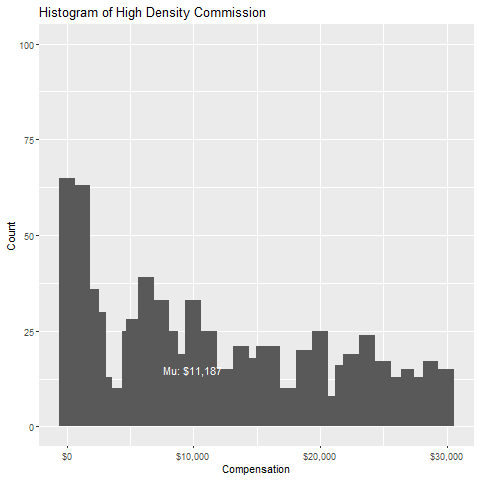 Histogram of High Density Commission
100
75
50
25
0
Count
Mu: $11,187
$0 $10,000 $20,000 $30,000
Compensation